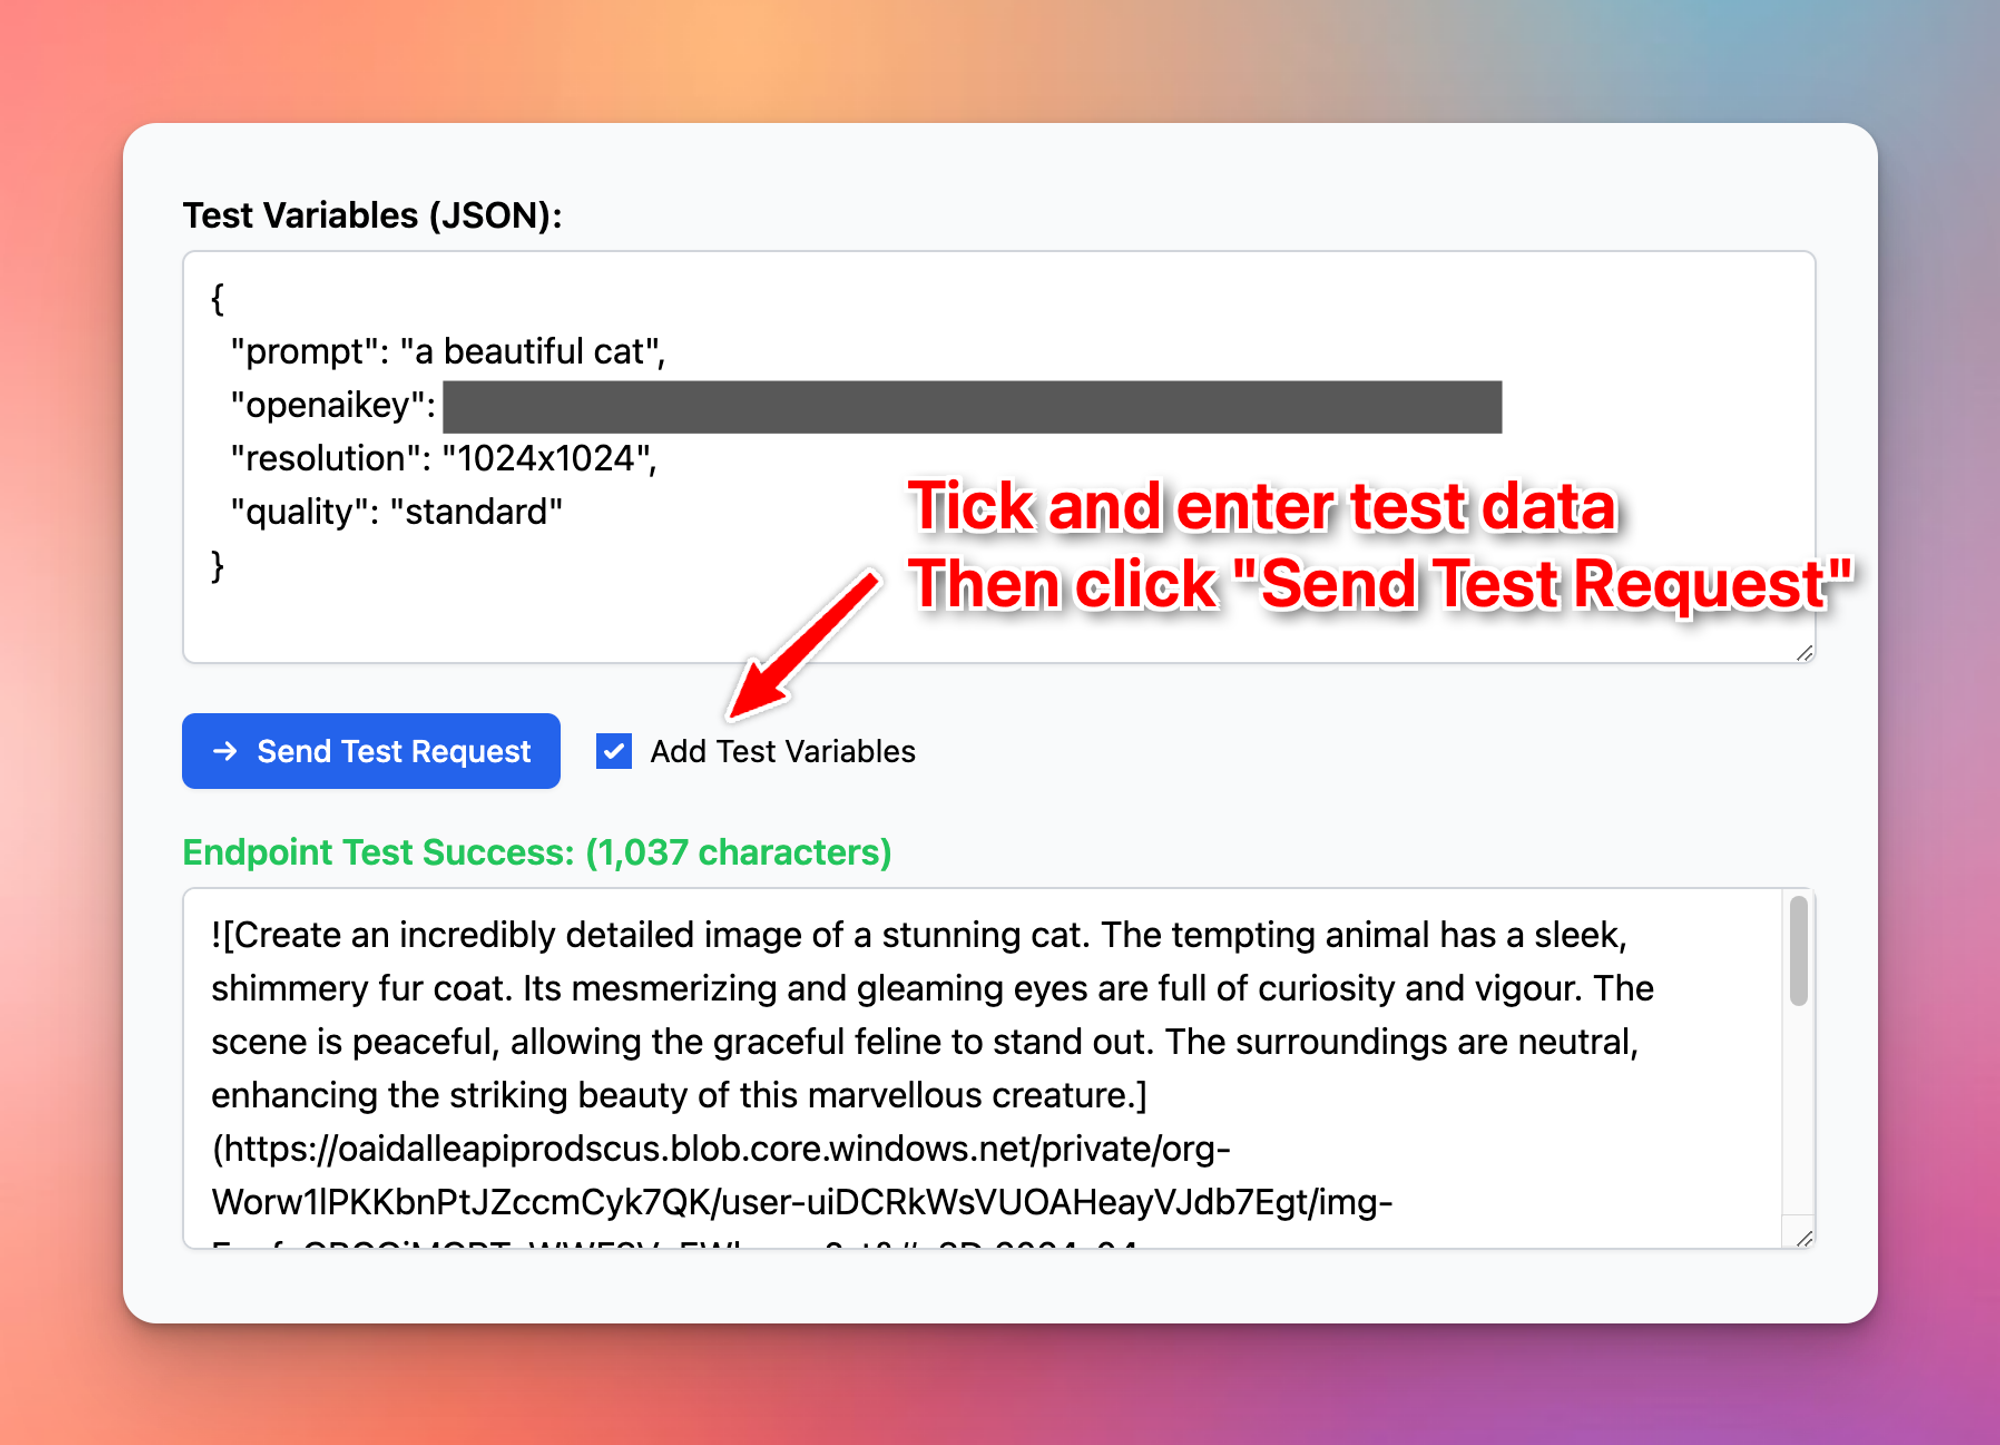 Test Variables (JSON):
{
"prompt": "a beautiful cat",
"openaikey":
"resolution": "1024x1024",
"quality": "standard"
}
Tick and enter test data
Then click "Send Test Request"
→ Send Test Request
Add Test Variables
Endpoint Test Success: (1,037 characters)
![Create an incredibly detailed image of a stunning cat. The tempting animal has a sleek,
shimmery fur coat. Its mesmerizing and gleaming eyes are full of curiosity and vigour. The
scene is peaceful, allowing the graceful feline to stand out. The surroundings are neutral,
enhancing the striking beauty of this marvellous creature.]
(https://oaidalleapiprodscus.blob.core.windows.net/private/org-
Worw1lPKKbnPtJZccmCyk7QK/user-uiDCRkWsVUOAHeayVJdb7Egt/img-